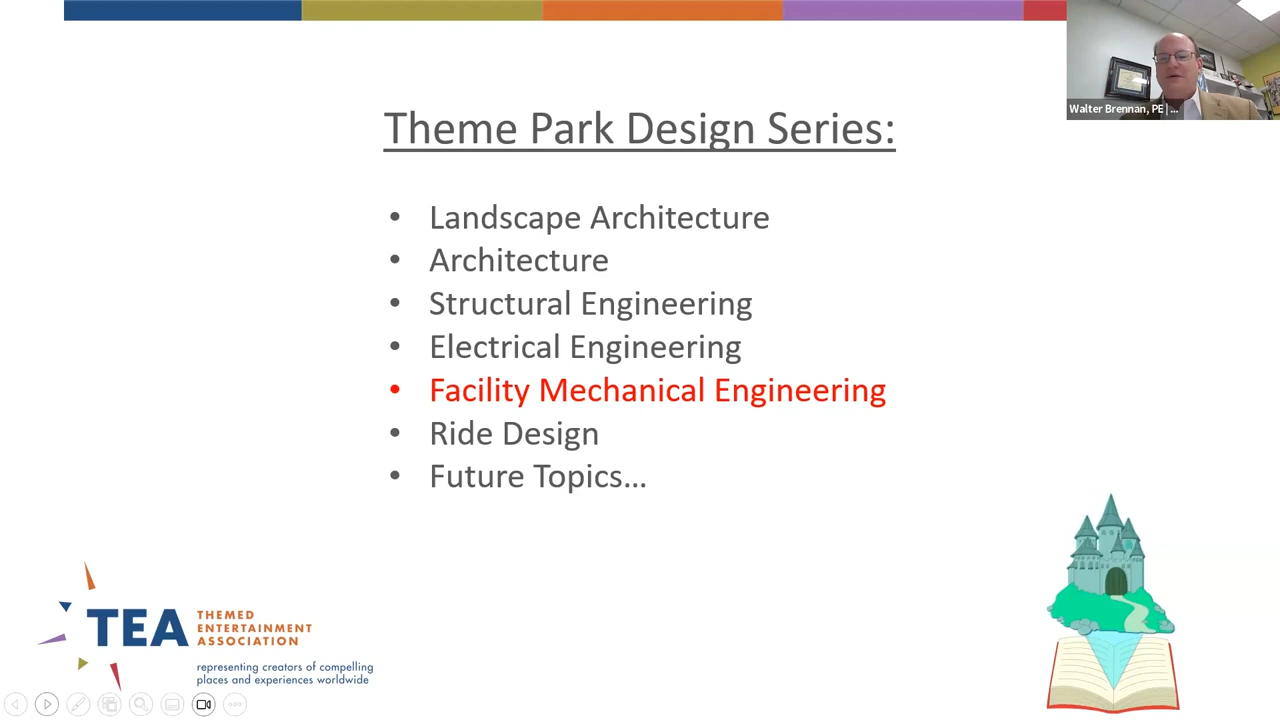 Walter Brennan, PE | ...
Theme Park Design Series:
• Landscape Architecture
• Architecture
• Structural Engineering
• Electrical Engineering
• Facility Mechanical Engineering
• Ride Design
• Future Topics…
TEA
THEMED
ENTERTAINMENT
ASSOCIATION
representing creators of compelling
places and experiences worldwide